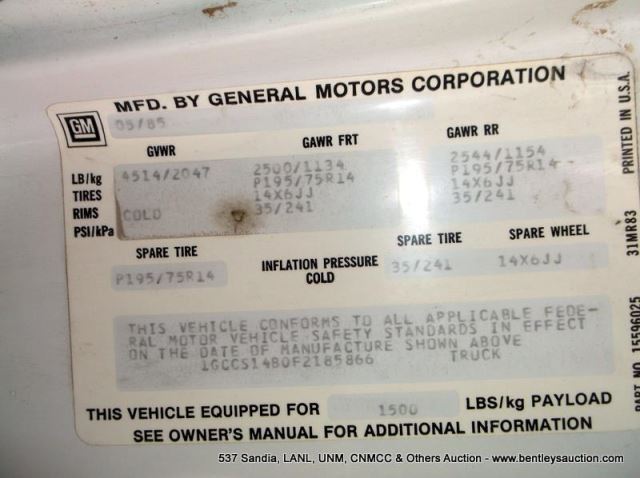 MFD. BY GENERAL MOTORS CORPORATION
GM
05/85
GVWR GAWR FRT GAWR RR
LB/kg 4514/2047 2500/1134 2544/1154
TIRES P195/75R14 P195/75R14
RIMS 14X6JJ 14X6JJ
PSI/kPa COLD 35/241 35/241
SPARE TIRE SPARE TIRE SPARE WHEEL
P195/75R14 INFLATION PRESSURE COLD 35/241 14X6JJ
THIS VEHICLE CONFORMS TO ALL APPLICABLE FEDE-
RAL MOTOR VEHICLE SAFETY STANDARDS IN EFFECT
ON THE DATE OF MANUFACTURE SHOWN ABOVE
1GCCS14B0F2185866 TRUCK
THIS VEHICLE EQUIPPED FOR 1500 LBS/kg PAYLOAD
SEE OWNER'S MANUAL FOR ADDITIONAL INFORMATION
PART NO. 15596025 31MR83 PRINTED IN U.S.A.
537 Sandia, LANL, UNM, CNMCC & Others Auction - www.bentleysauction.com